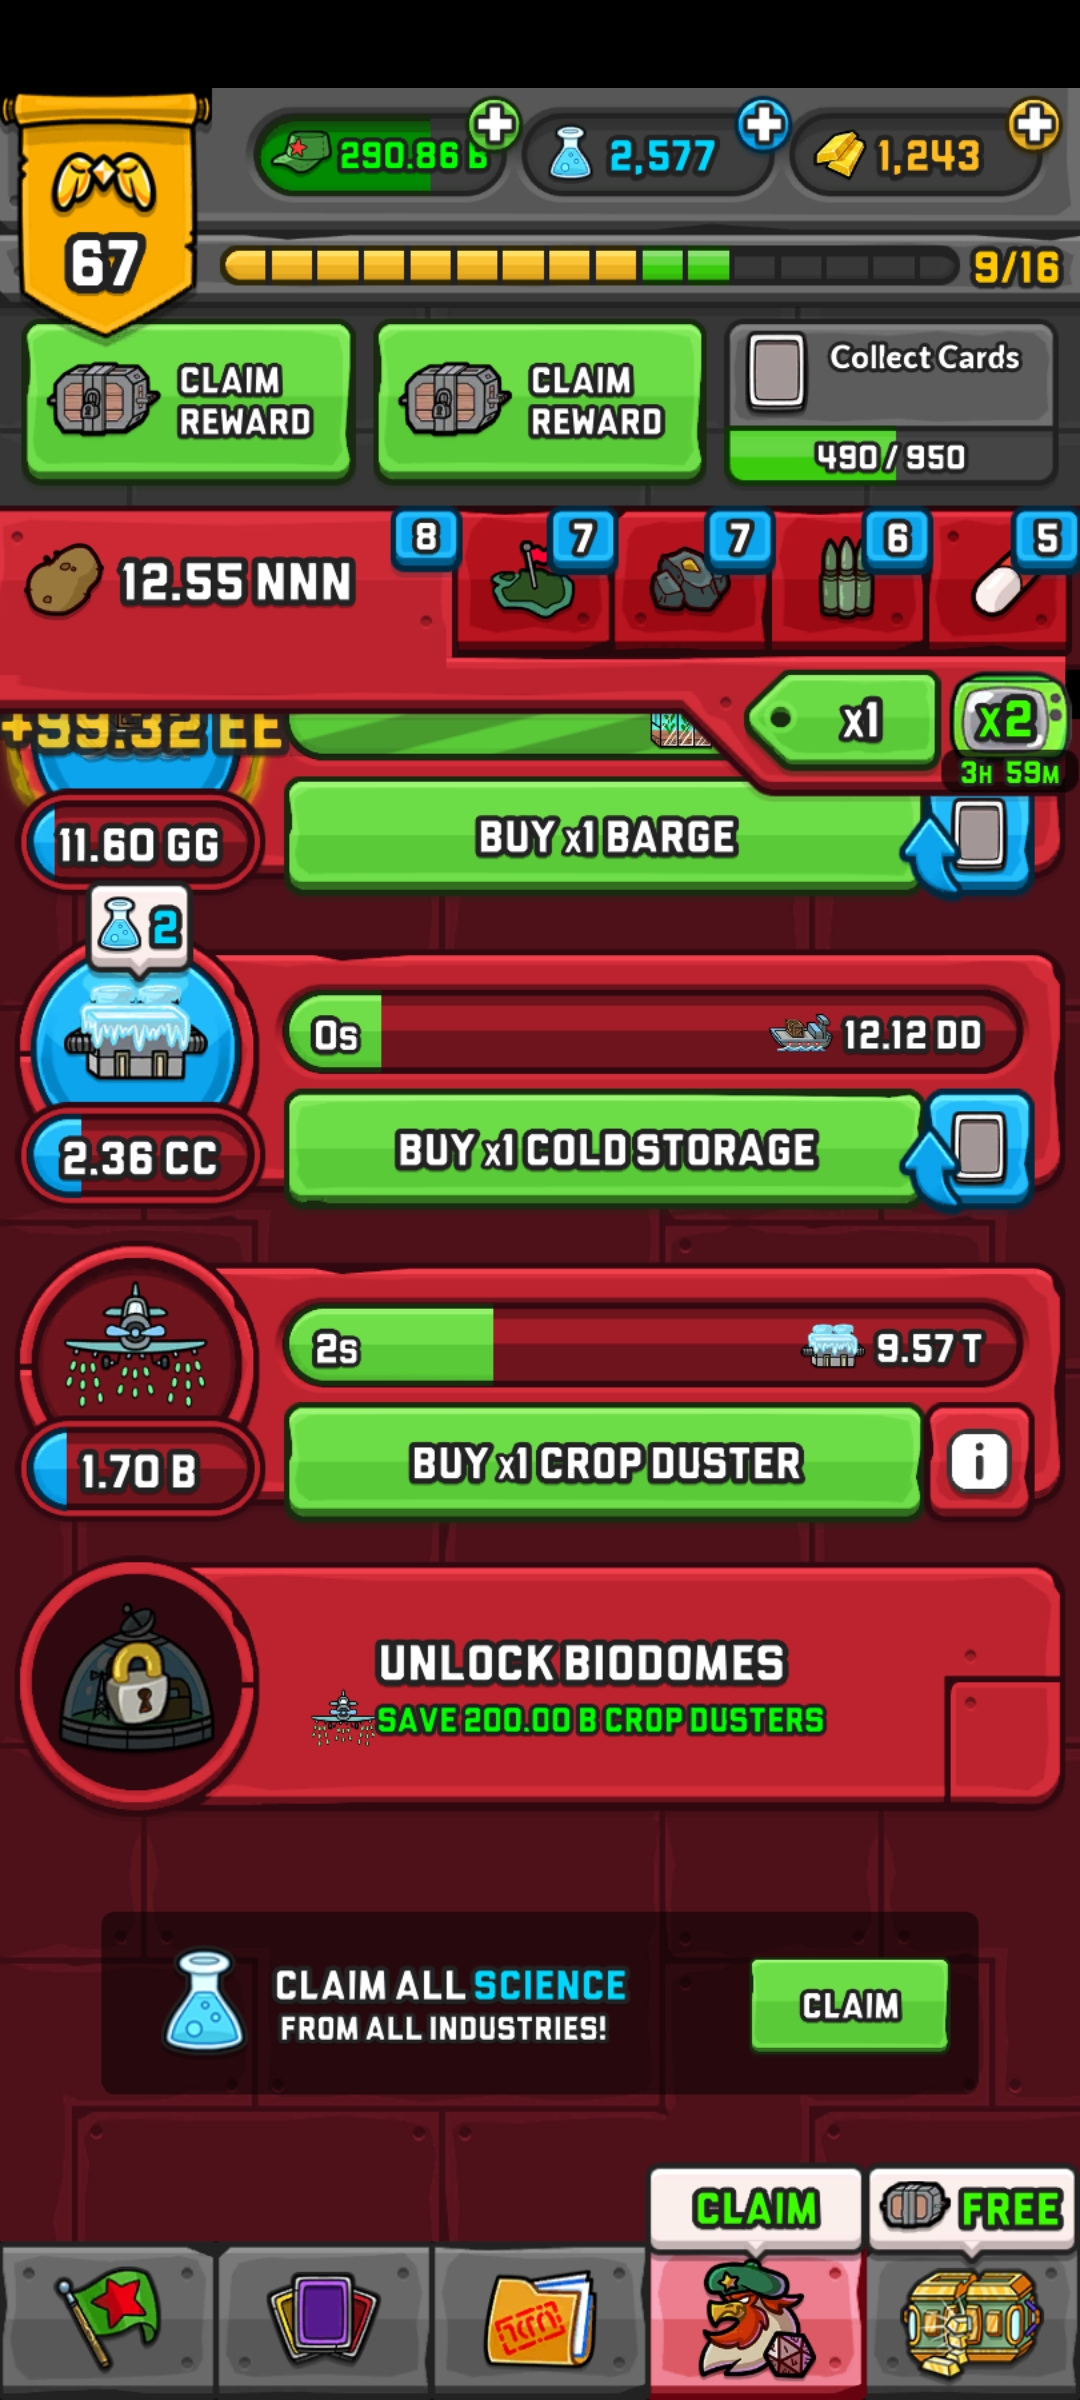 290.86 B
2,577
1,243
67
9/16
CLAIM
REWARD
CLAIM
REWARD
Collect Cards
490 / 950
12.55 NNN
8
7
7
6
5
x1
x2
3H 59M
+99.32 EE
11.60 GG
BUY x1 BARGE
2
0s
12.12 DD
2.36 CC
BUY x1 COLD STORAGE
2s
9.57 T
1.70 B
BUY x1 CROP DUSTER
i
UNLOCK BIODOMES
SAVE 200.00 B CROP DUSTERS
CLAIM ALL SCIENCE
FROM ALL INDUSTRIES!
CLAIM
CLAIM
FREE